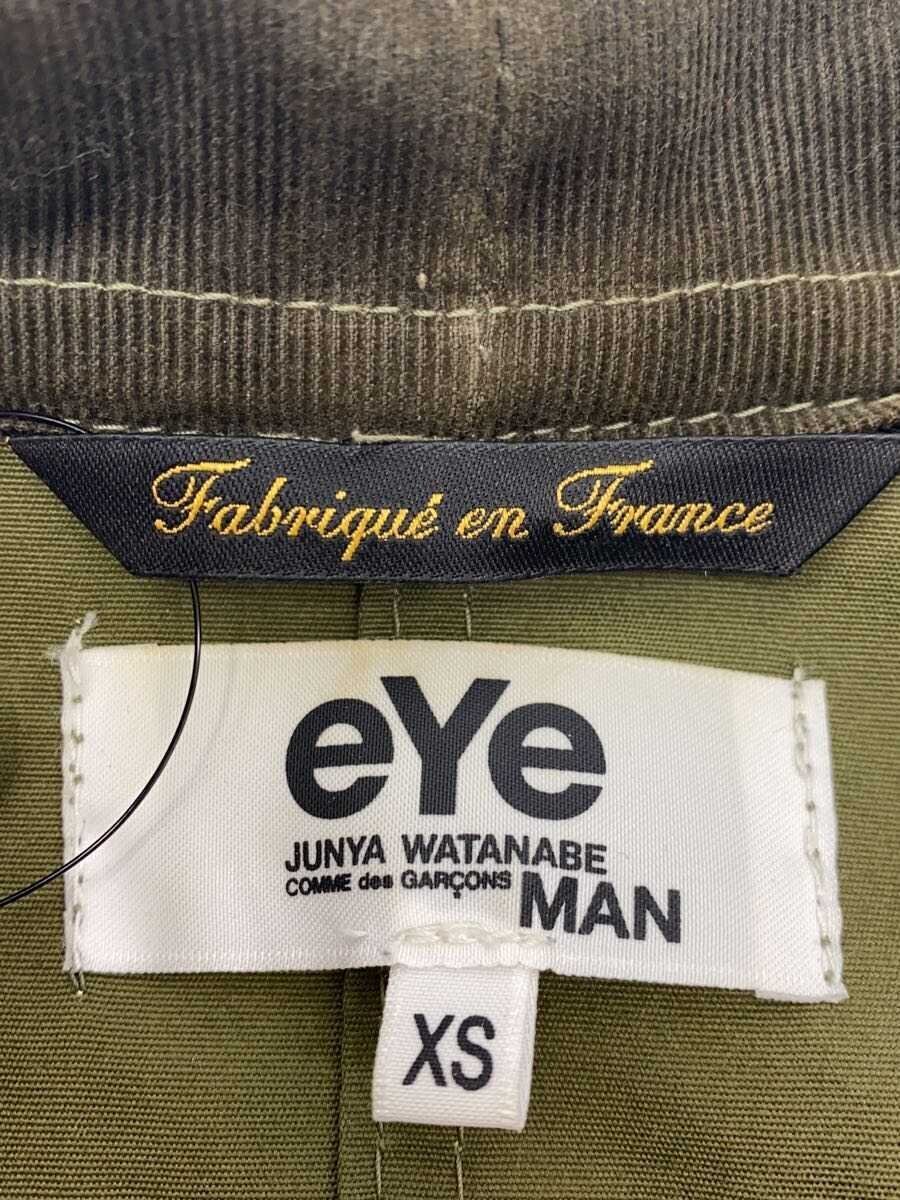 Fabriqué en France
eYe
JUNYA WATANABE
COMME des GARÇONS MAN
XS